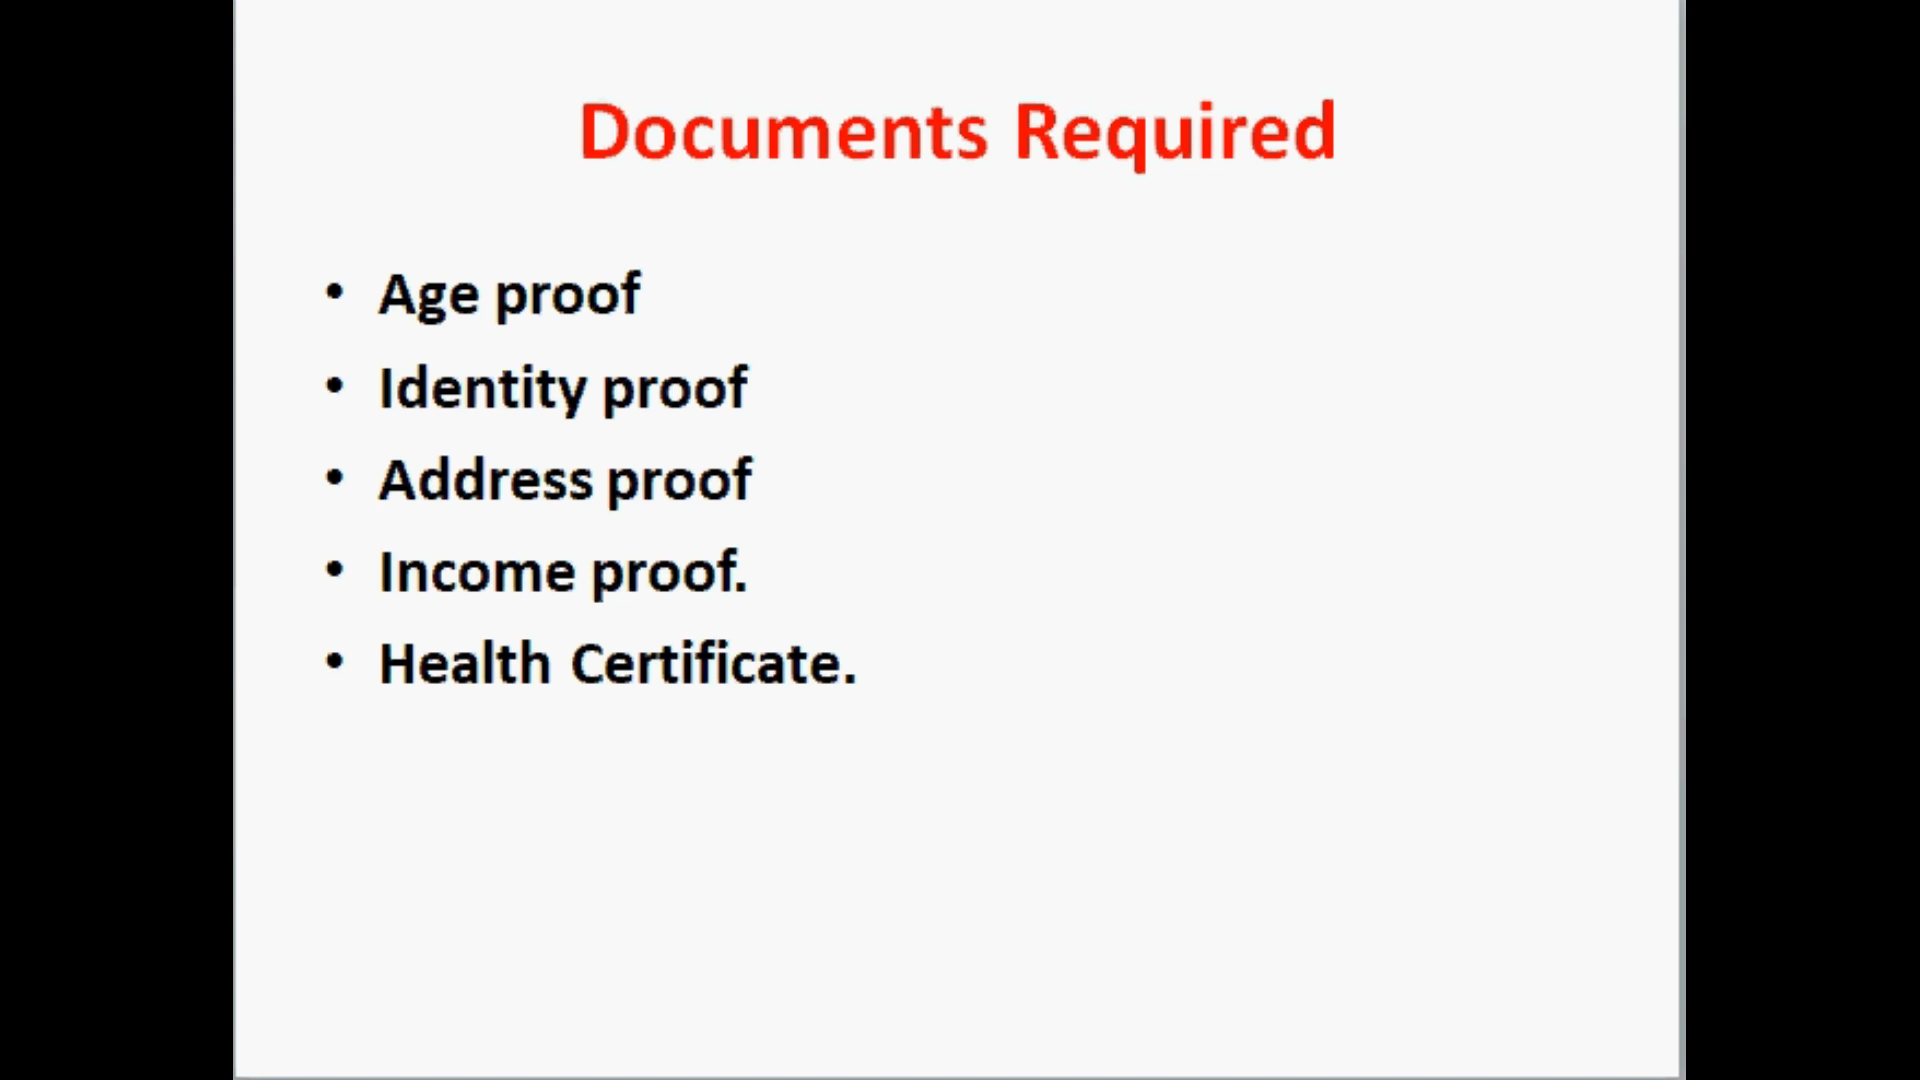 Documents Required
• Age proof
• Identity proof
• Address proof
• Income proof.
• Health Certificate.